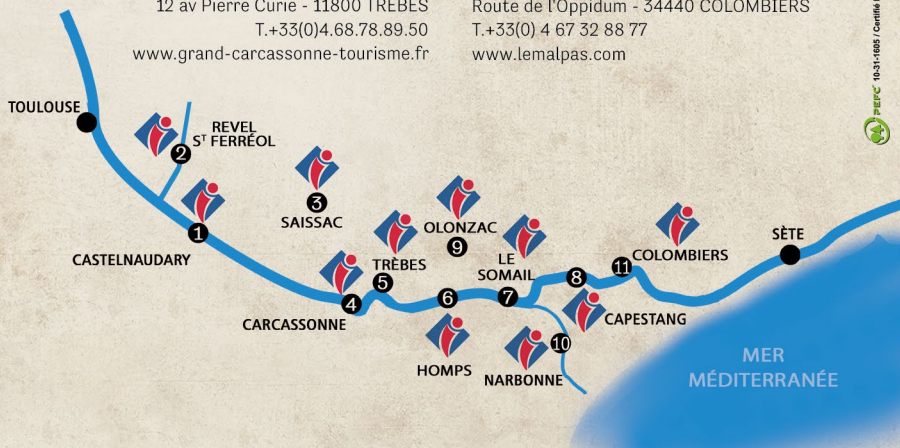 12 av Pierre Curie - 11800 TRÈBES
T.+33(0)4.68.78.89.50
www.grand-carcassonne-tourisme.fr
Route de l'Oppidum - 34440 COLOMBIERS
T.+33(0) 4 67 32 88 77
www.lemalpas.com
PEFC 10-31-1605 / Certifié
TOULOUSE
REVEL
ST FERRÉOL
2
1
CASTELNAUDARY
3
SAISSAC
OLONZAC
9
TRÈBES
5
4
CARCASSONNE
6
HOMPS
LE
SOMAIL
7
8
CAPESTANG
11
COLOMBIERS
10
NARBONNE
SÈTE
MER
MÉDITERRANÉE